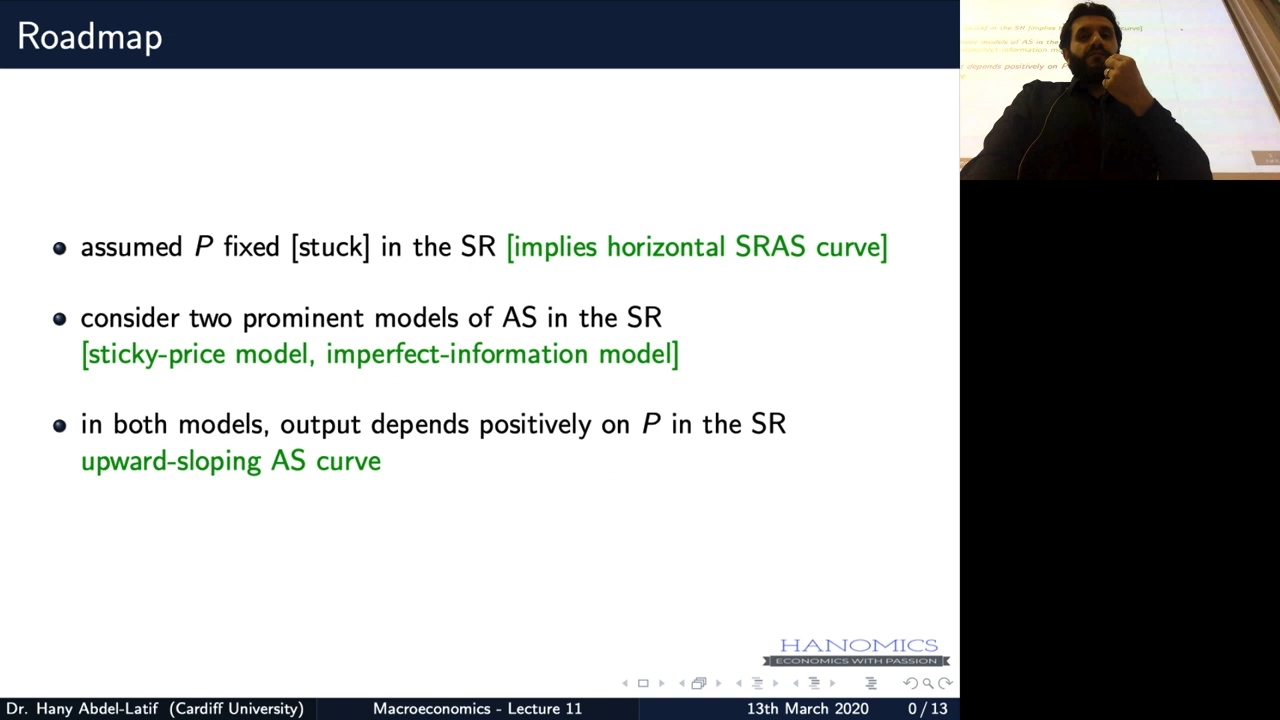 Roadmap
assumed P fixed [stuck] in the SR [implies horizontal SRAS curve]
consider two prominent models of AS in the SR
[sticky-price model, imperfect-information model]
in both models, output depends positively on P in the SR
upward-sloping AS curve
HANOMICS
ECONOMICS WITH PASSION
Dr. Hany Abdel-Latif (Cardiff University) Macroeconomics - Lecture 11 13th March 2020 0 / 13
depends positively on P